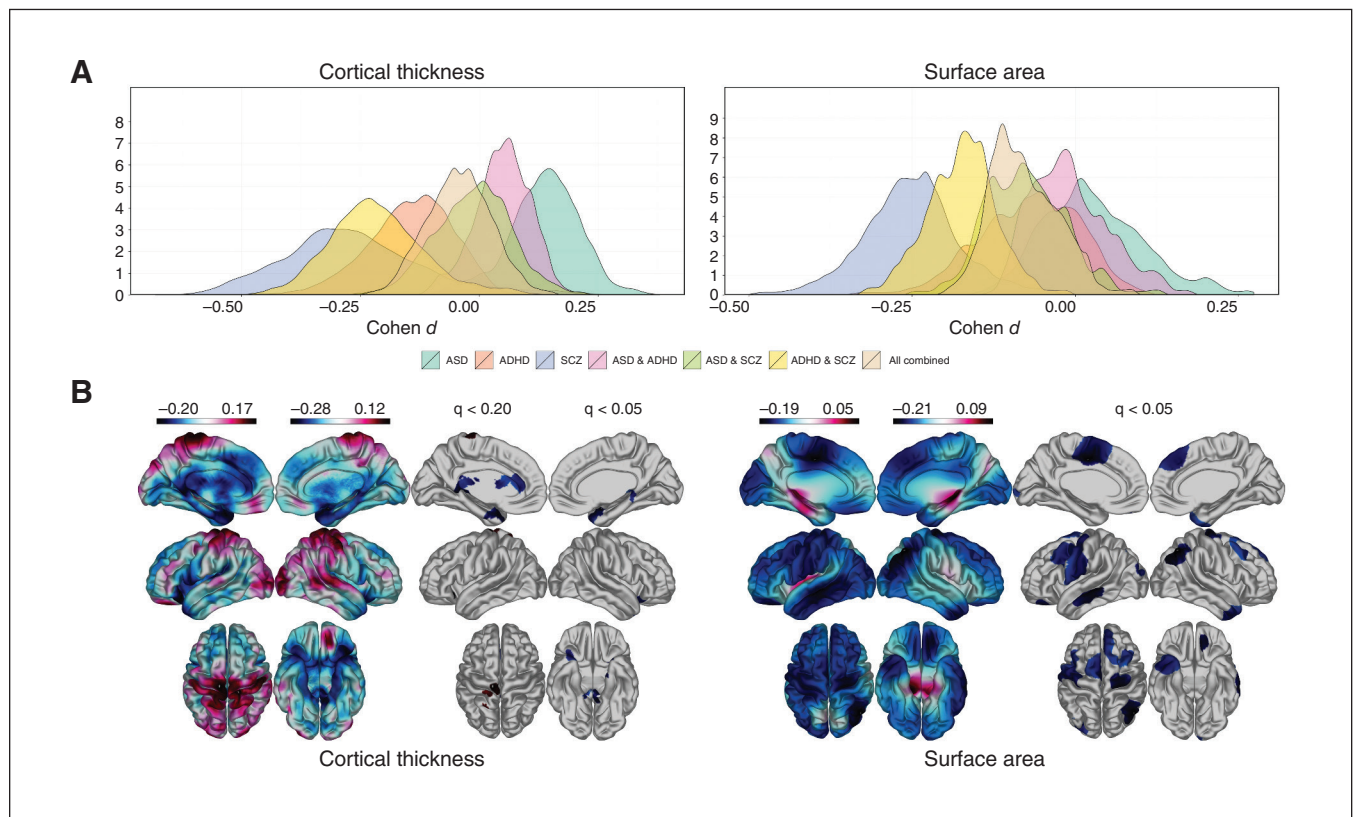 A
Cortical thickness
8
7
6
5
4
3
2
1
0
−0.50 −0.25 0.00 0.25
Cohen d
Surface area
9
8
7
6
5
4
3
2
1
0
−0.50 −0.25 0.00 0.25
Cohen d
ASD ADHD SCZ ASD & ADHD ASD & SCZ ADHD & SCZ All combined
B
−0.20 0.17 −0.28 0.12 q < 0.20 q < 0.05
Cortical thickness
−0.19 0.05 −0.21 0.09 q < 0.05
Surface area